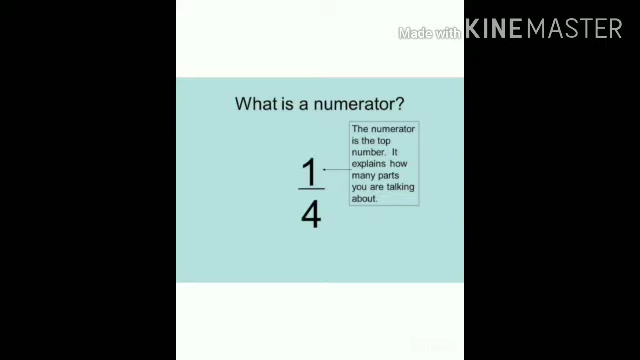 Made with KINEMASTER
What is a numerator?
The numerator
is the top
number. It
explains how
many parts
you are talking
about.
1
4